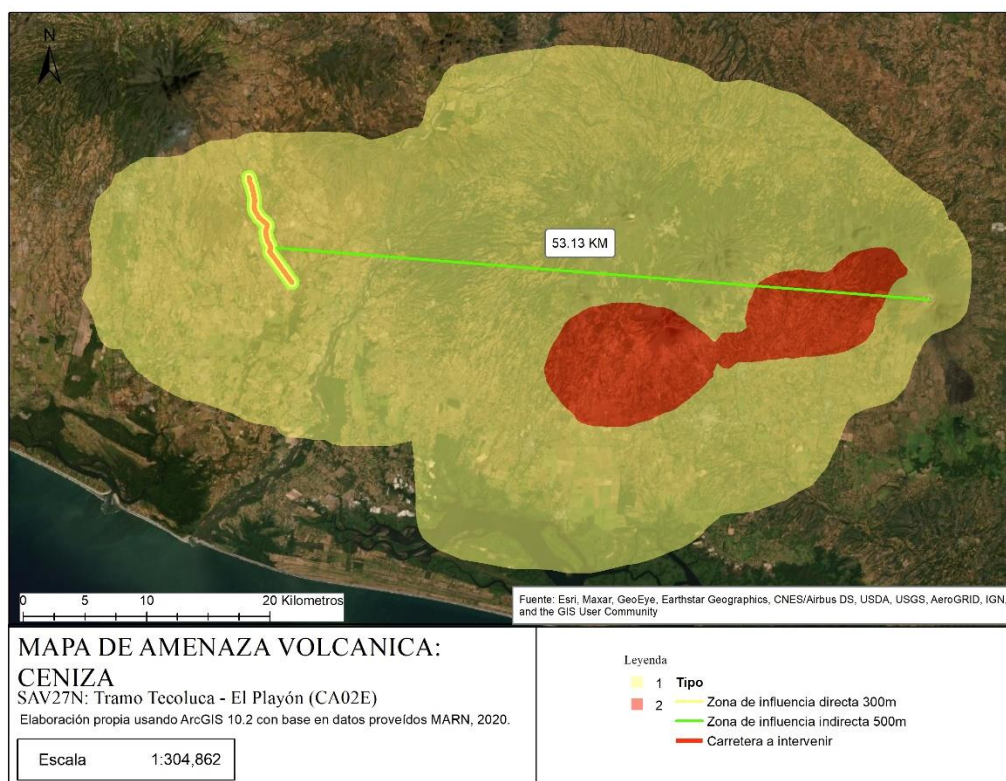 N
53.13 KM
0 5 10 20 Kilometros
Fuente: Esri, Maxar, GeoEye, Earthstar Geographics, CNES/Airbus DS, USDA, USGS, AeroGRID, IGN,
and the GIS User Community
MAPA DE AMENAZA VOLCANICA:
CENIZA
SAV27N: Tramo Tecoluca - El Playón (CA02E)
Elaboración propia usando ArcGIS 10.2 con base en datos proveídos MARN, 2020.
Escala 1:304,862
Leyenda
1
2
Tipo
Zona de influencia directa 300m
Zona de influencia indirecta 500m
Carretera a intervenir